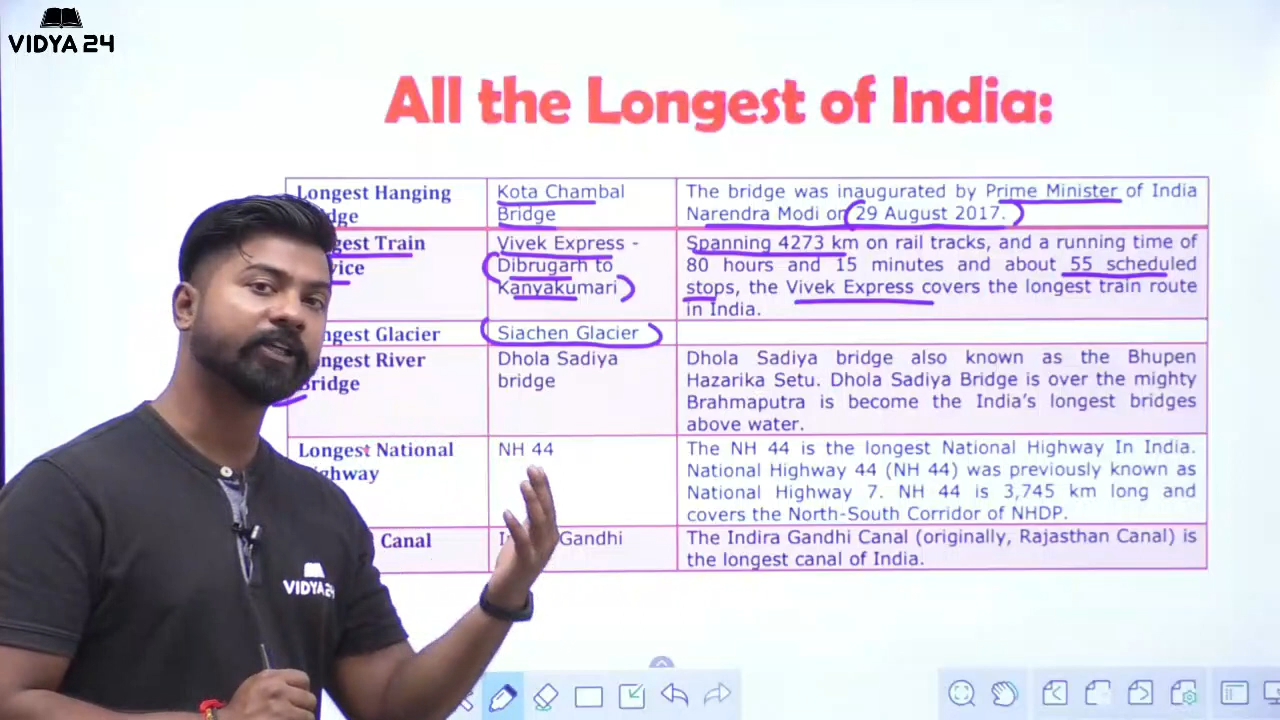 VIDYA 24
All the Longest of India:
Longest Hanging
Kota Chambal
Bridge
The bridge was inaugurated by Prime Minister of India
Narendra Modi on 29 August 2017.
Train
Vivek Express -
Dibrugarh to
Kanyakumari
Spanning 4273 km on rail tracks, and a running time of
80 hours and 15 minutes and about 55 scheduled
stops, the Vivek Express covers the longest train route
in India.
Glacier
Siachen Glacier
River
Bridge
Dhola Sadiya
bridge
Dhola Sadiya bridge also known as the Bhupen
Hazarika Setu. Dhola Sadiya Bridge is over the mighty
Brahmaputra is become the India's longest bridges
above water.
Longest National
NH 44
The NH 44 is the longest National Highway In India.
National Highway 44 (NH 44) was previously known as
National Highway 7. NH 44 is 3,745 km long and
covers the North-South Corridor of NHDP.
Canal
Gandhi
The Indira Gandhi Canal (originally, Rajasthan Canal) is
the longest canal of India.
VIDYA 24